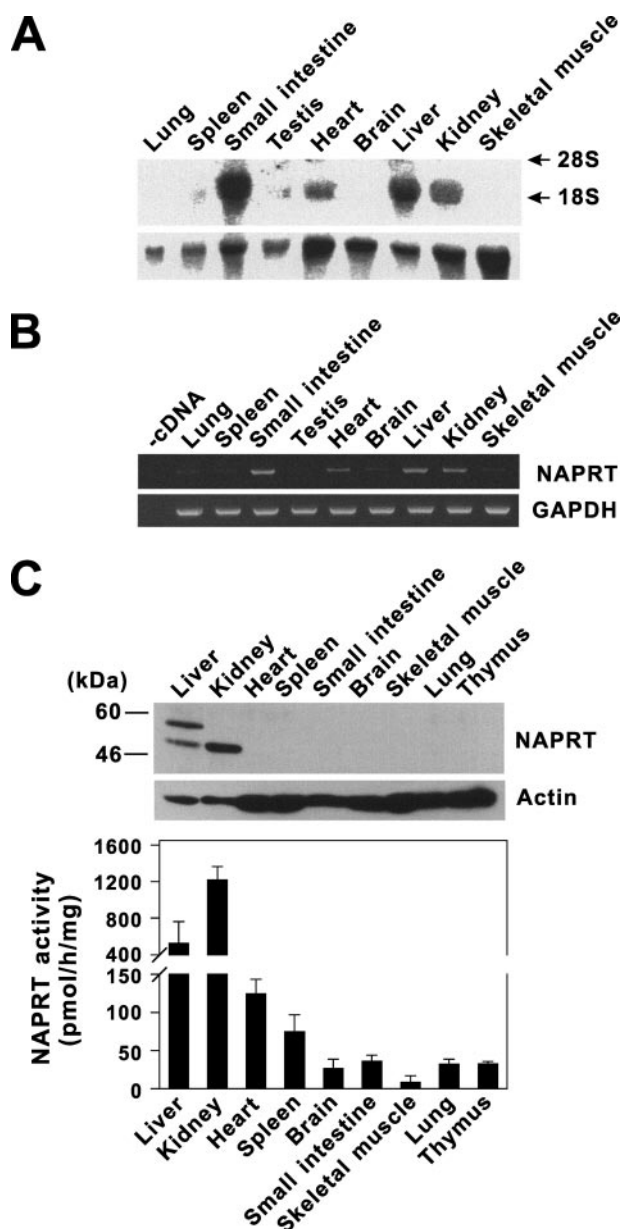 A
Lung
Spleen
Small intestine
Testis
Heart
Brain
Liver
Kidney
Skeletal muscle
28S
18S
B
-cDNA
Lung
Spleen
Small intestine
Testis
Heart
Brain
Liver
Kidney
Skeletal muscle
NAPRT
GAPDH
C
Liver
Kidney
Heart
Spleen
Small intestine
Brain
Skeletal muscle
Lung
Thymus
(kDa)
60
46
NAPRT
Actin
NAPRT activity
(pmol/h/mg)
1600
1200
800
400
150
100
50
0
Liver
Kidney
Heart
Spleen
Brain
Small intestine
Skeletal muscle
Lung
Thymus